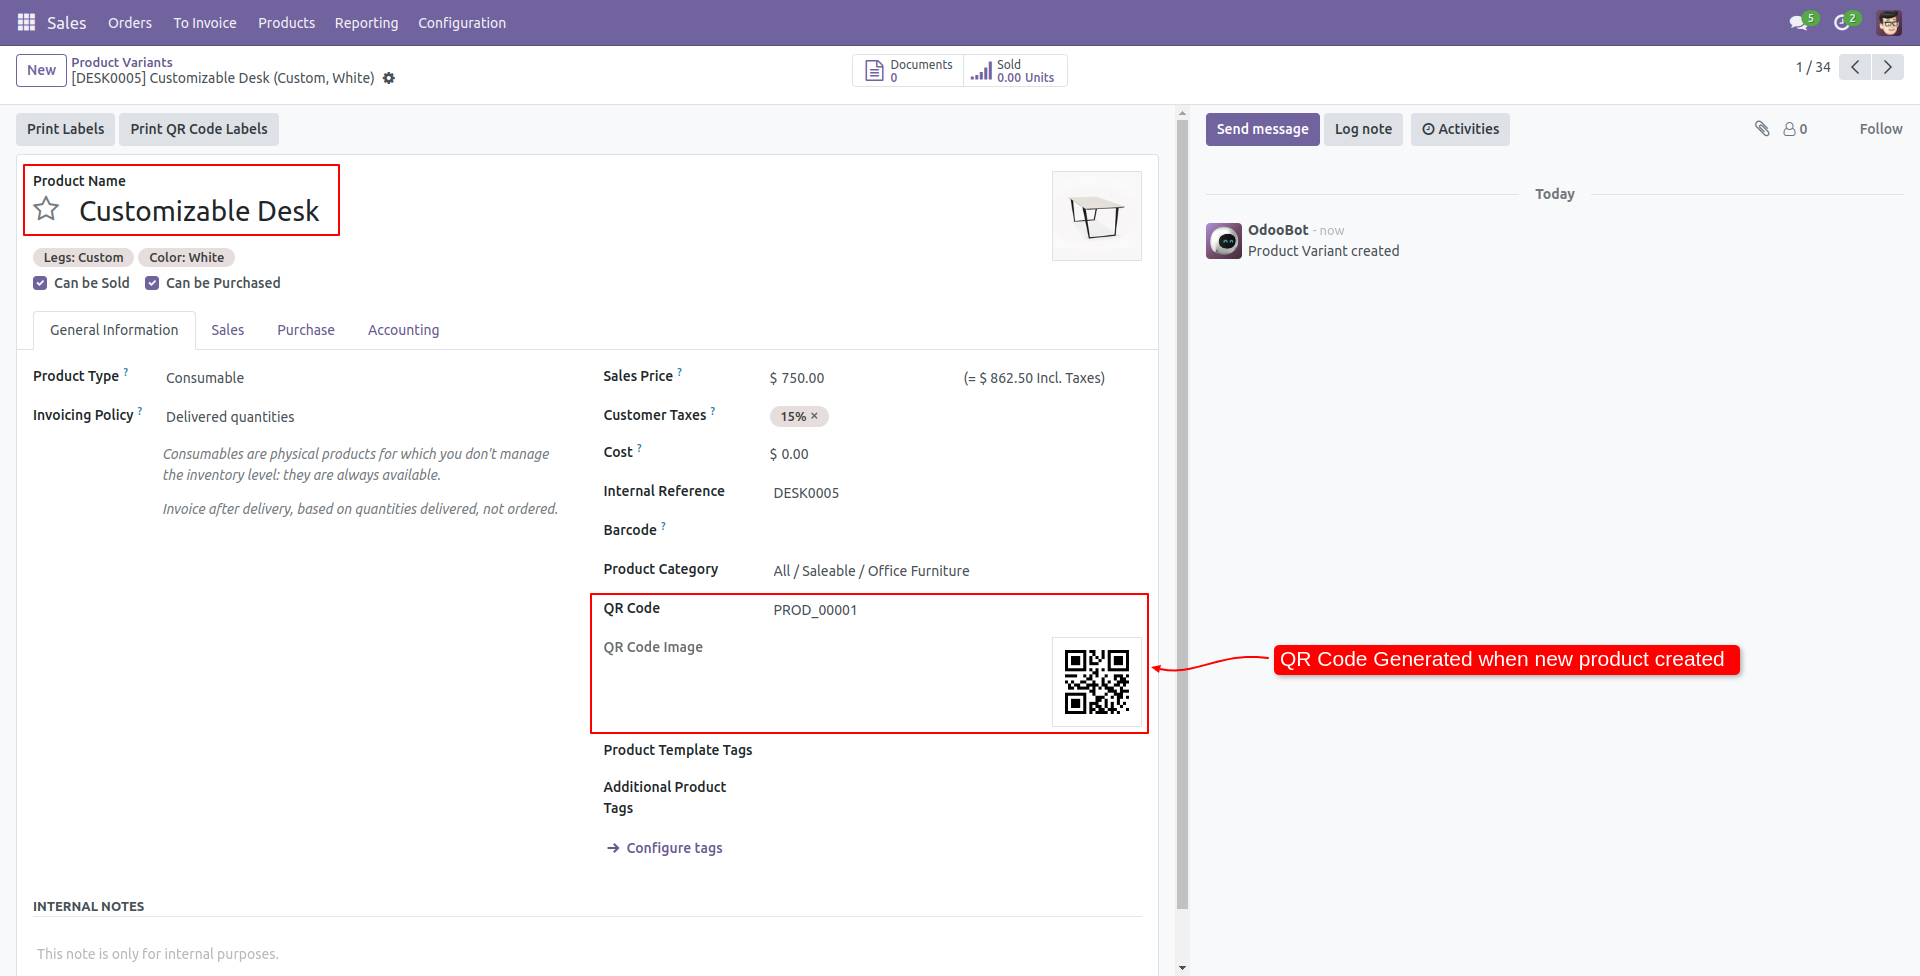 Sales Orders To Invoice Products Reporting Configuration 5 2
New Product Variants
[DESK0005] Customizable Desk (Custom, White)
Documents
0
Sold
0.00 Units
1 / 34
Print Labels Print QR Code Labels
Send message Log note Activities 0 Follow
Product Name
Customizable Desk
Legs: Custom Color: White
Can be Sold Can be Purchased
General Information Sales Purchase Accounting
Product Type ? Consumable
Invoicing Policy ? Delivered quantities
Consumables are physical products for which you don't manage
the inventory level: they are always available.
Invoice after delivery, based on quantities delivered, not ordered.
Sales Price ? $ 750.00 (= $ 862.50 Incl. Taxes)
Customer Taxes ? 15% ×
Cost ? $ 0.00
Internal Reference DESK0005
Barcode ?
Product Category All / Saleable / Office Furniture
QR Code PROD_00001
QR Code Image
Product Template Tags
Additional Product
Tags
Configure tags
INTERNAL NOTES
This note is only for internal purposes.
Today
OdooBot - now
Product Variant created
QR Code Generated when new product created